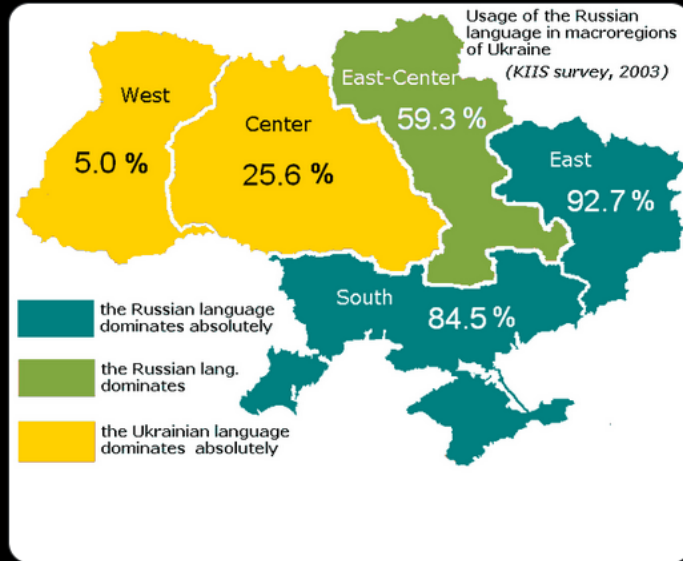 Usage of the Russian
language in macroregions
of Ukraine
(KIIS survey, 2003)
West
5.0 %
Center
25.6 %
East-Center
59.3 %
East
92.7 %
South
84.5 %
the Russian language
dominates absolutely
the Russian lang.
dominates
the Ukrainian language
dominates absolutely